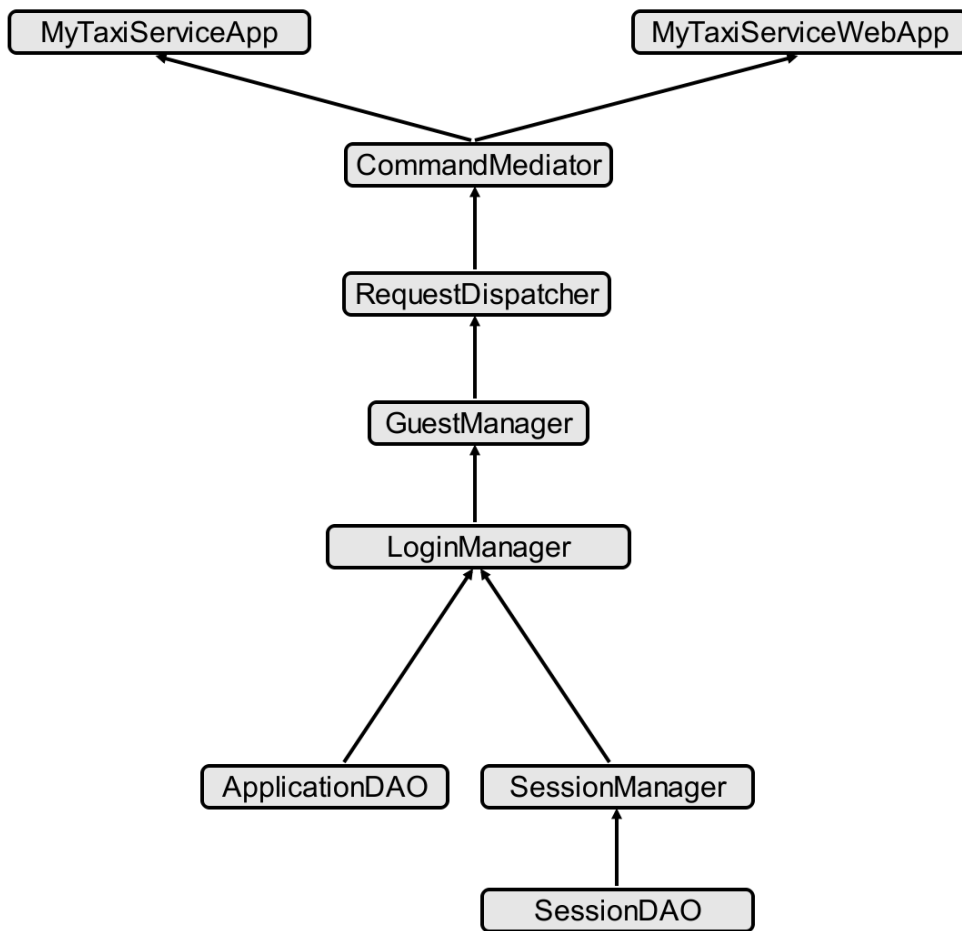 MyTaxiServiceApp
MyTaxiServiceWebApp
CommandMediator
RequestDispatcher
GuestManager
LoginManager
ApplicationDAO
SessionManager
SessionDAO